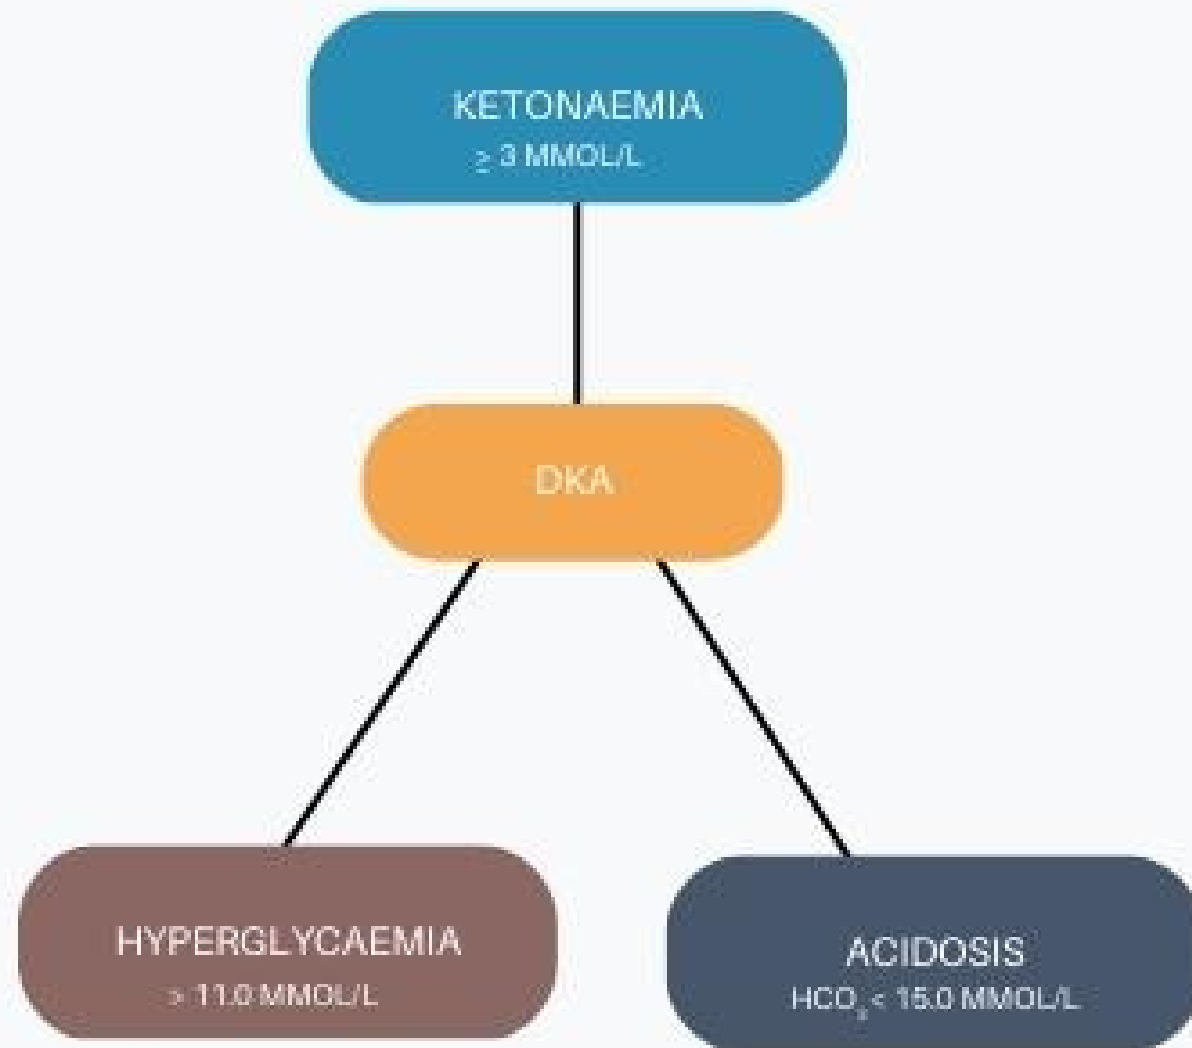 KETONAEMIA
≥ 3 MMOL/L
DKA
HYPERGLYCAEMIA
> 11.0 MMOL/L
ACIDOSIS
HCO₃ < 15.0 MMOL/L